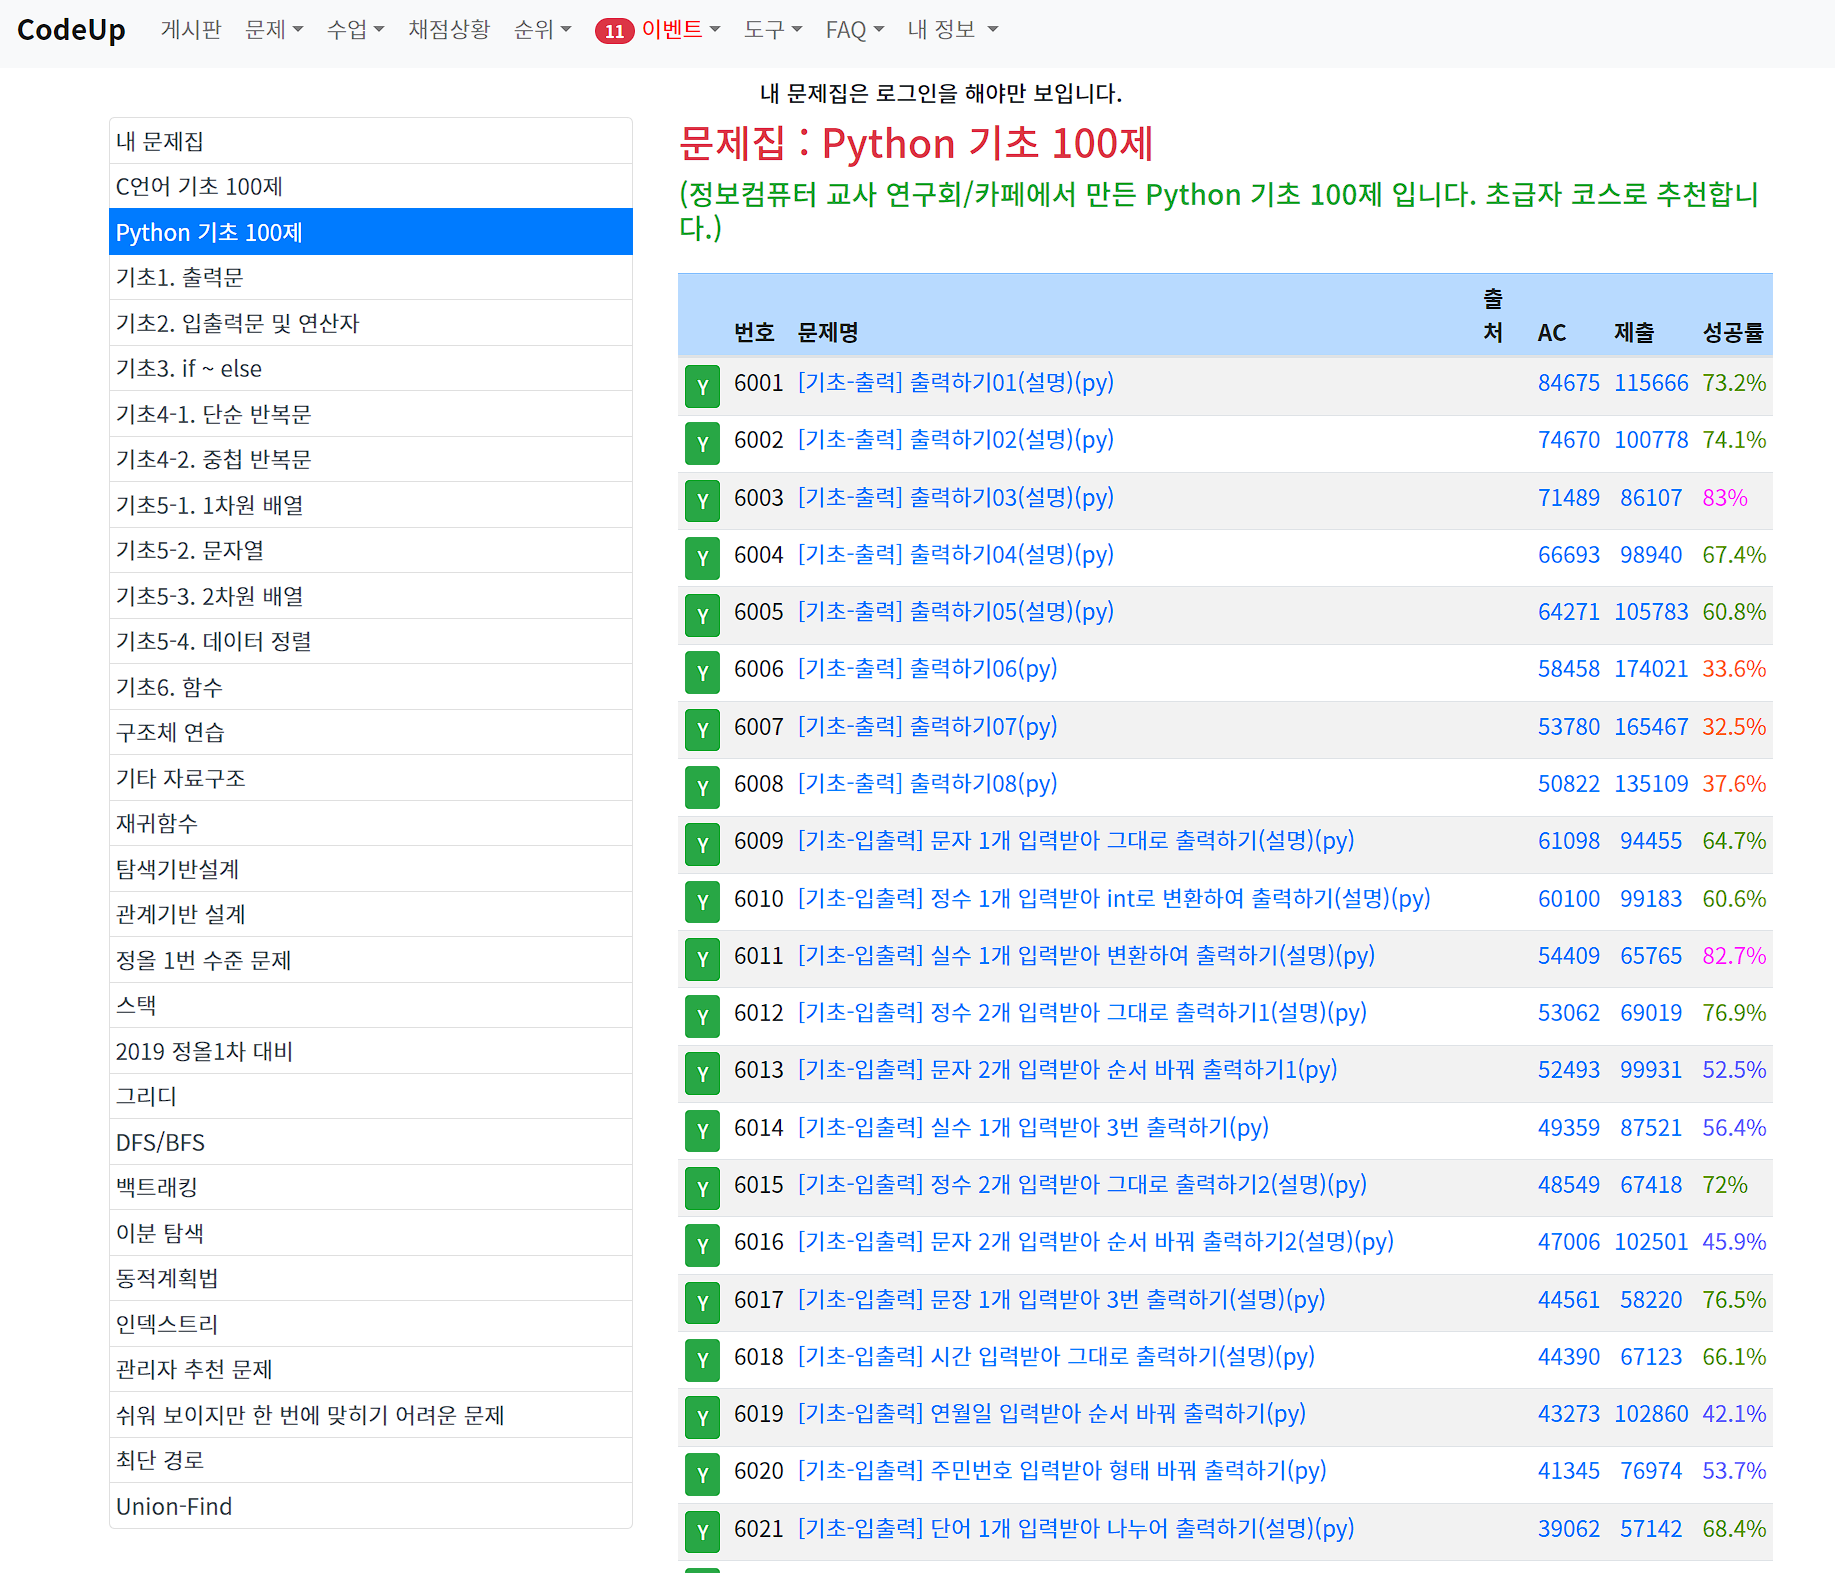 CodeUp 게시판 문제 수업 채점상황 순위 11 이벤트 도구 FAQ 내 정보
내 문제집은 로그인을 해야만 보입니다.
내 문제집
C언어 기초 100제
Python 기초 100제
기초1. 출력문
기초2. 입출력문 및 연산자
기초3. if ~ else
기초4-1. 단순 반복문
기초4-2. 중첩 반복문
기초5-1. 1차원 배열
기초5-2. 문자열
기초5-3. 2차원 배열
기초5-4. 데이터 정렬
기초6. 함수
구조체 연습
기타 자료구조
재귀함수
탐색기반설계
관계기반 설계
정올 1번 수준 문제
스택
2019 정올1차 대비
그리디
DFS/BFS
백트래킹
이분 탐색
동적계획법
인덱스트리
관리자 추천 문제
쉬워 보이지만 한 번에 맞히기 어려운 문제
최단 경로
Union-Find
문제집 : Python 기초 100제
(정보컴퓨터 교사 연구회/카페에서 만든 Python 기초 100제 입니다. 초급자 코스로 추천합니
다.)
번호 문제명 출처 AC 제출 성공률
Y 6001 [기초-출력] 출력하기01(설명)(py) 84675 115666 73.2%
Y 6002 [기초-출력] 출력하기02(설명)(py) 74670 100778 74.1%
Y 6003 [기초-출력] 출력하기03(설명)(py) 71489 86107 83%
Y 6004 [기초-출력] 출력하기04(설명)(py) 66693 98940 67.4%
Y 6005 [기초-출력] 출력하기05(설명)(py) 64271 105783 60.8%
Y 6006 [기초-출력] 출력하기06(py) 58458 174021 33.6%
Y 6007 [기초-출력] 출력하기07(py) 53780 165467 32.5%
Y 6008 [기초-출력] 출력하기08(py) 50822 135109 37.6%
Y 6009 [기초-입출력] 문자 1개 입력받아 그대로 출력하기(설명)(py) 61098 94455 64.7%
Y 6010 [기초-입출력] 정수 1개 입력받아 int로 변환하여 출력하기(설명)(py) 60100 99183 60.6%
Y 6011 [기초-입출력] 실수 1개 입력받아 변환하여 출력하기(설명)(py) 54409 65765 82.7%
Y 6012 [기초-입출력] 정수 2개 입력받아 그대로 출력하기1(설명)(py) 53062 69019 76.9%
Y 6013 [기초-입출력] 문자 2개 입력받아 순서 바꿔 출력하기1(py) 52493 99931 52.5%
Y 6014 [기초-입출력] 실수 1개 입력받아 3번 출력하기(py) 49359 87521 56.4%
Y 6015 [기초-입출력] 정수 2개 입력받아 그대로 출력하기2(설명)(py) 48549 67418 72%
Y 6016 [기초-입출력] 문자 2개 입력받아 순서 바꿔 출력하기2(설명)(py) 47006 102501 45.9%
Y 6017 [기초-입출력] 문장 1개 입력받아 3번 출력하기(설명)(py) 44561 58220 76.5%
Y 6018 [기초-입출력] 시간 입력받아 그대로 출력하기(설명)(py) 44390 67123 66.1%
Y 6019 [기초-입출력] 연월일 입력받아 순서 바꿔 출력하기(py) 43273 102860 42.1%
Y 6020 [기초-입출력] 주민번호 입력받아 형태 바꿔 출력하기(py) 41345 76974 53.7%
Y 6021 [기초-입출력] 단어 1개 입력받아 나누어 출력하기(설명)(py) 39062 57142 68.4%